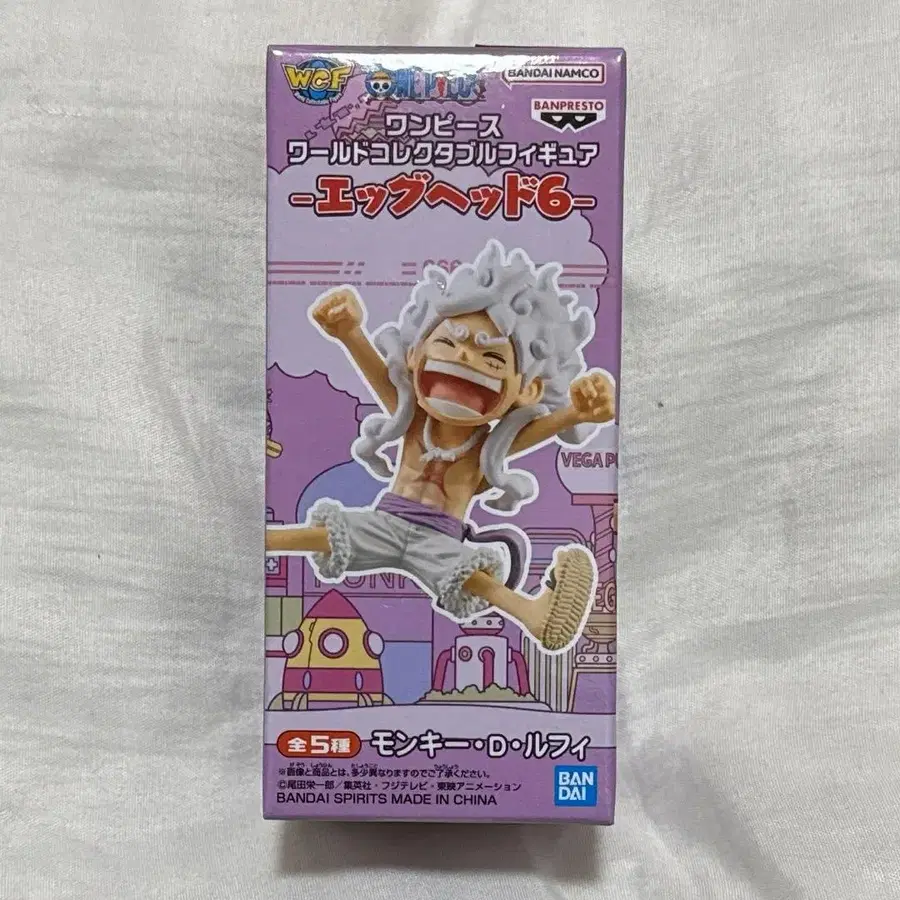 WCF
ONE PIECE
BANDAI NAMCO
BANPRESTO
ワンピース
ワールドコレクタブルフィギュア
-エッグヘッド6-
VEGA PU
全5種
モンキー・D・ルフィ
※画像と商品とは、多少異なりますのでご了承ください。
©尾田栄一郎/集英社・フジテレビ・東映アニメーション
BANDAI SPIRITS MADE IN CHINA
BAN
DAI